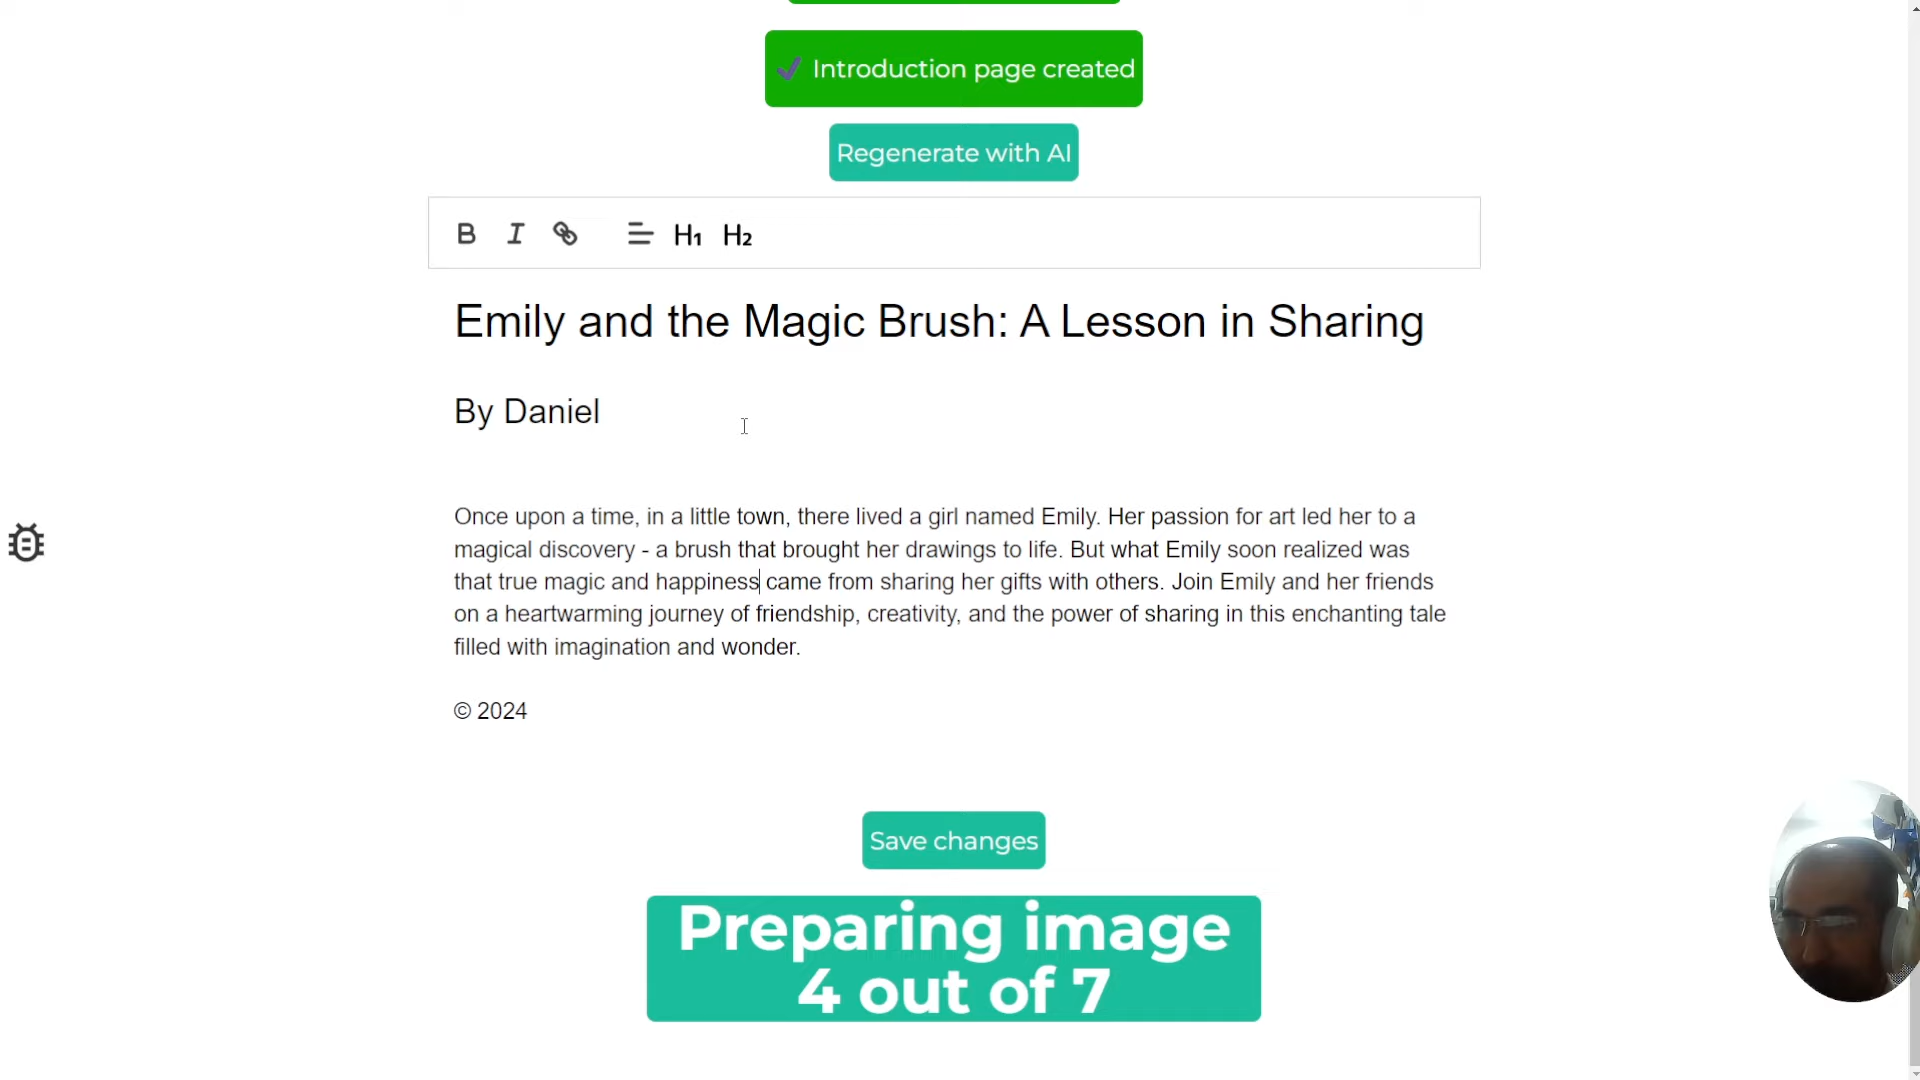 Introduction page created
Regenerate with AI
B I H1 H2
Emily and the Magic Brush: A Lesson in Sharing
By Daniel
Once upon a time, in a little town, there lived a girl named Emily. Her passion for art led her to a
magical discovery - a brush that brought her drawings to life. But what Emily soon realized was
that true magic and happiness came from sharing her gifts with others. Join Emily and her friends
on a heartwarming journey of friendship, creativity, and the power of sharing in this enchanting tale
filled with imagination and wonder.
© 2024
Save changes
Preparing image
4 out of 7